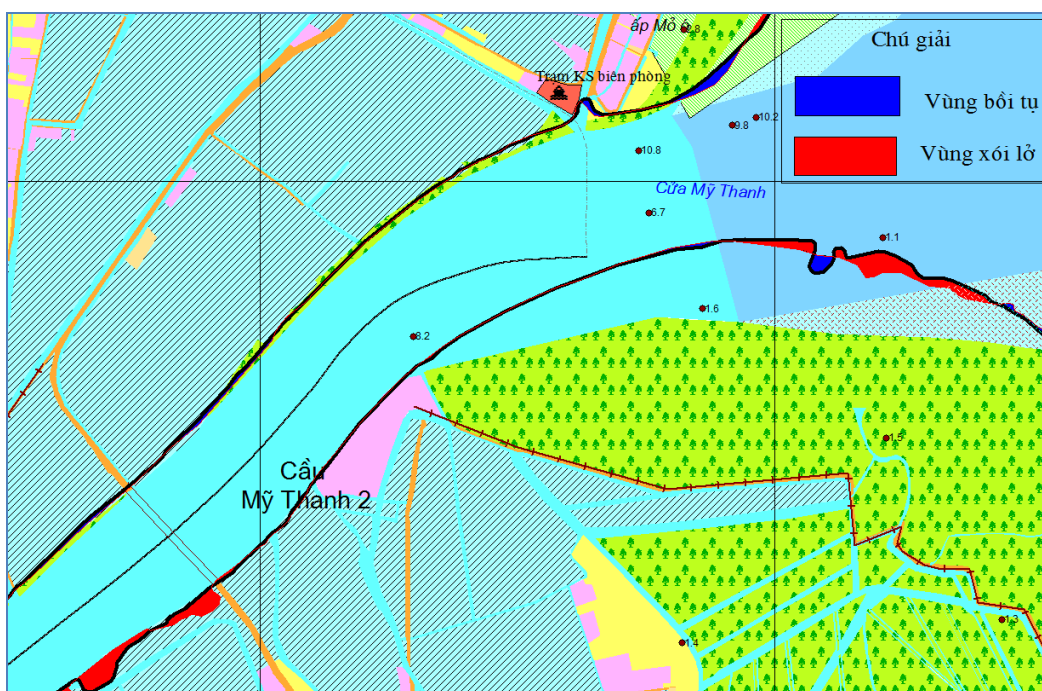 ấp Mỏ ó
2.8
Chú giải
Trạm KS biên phòng
Vùng bồi tụ
10.2
9.8
10.8
Vùng xói lở
Cửa Mỹ Thanh
6.7
1.1
1.6
8.2
1.5
Cầu
Mỹ Thanh 2
1.3
1.4